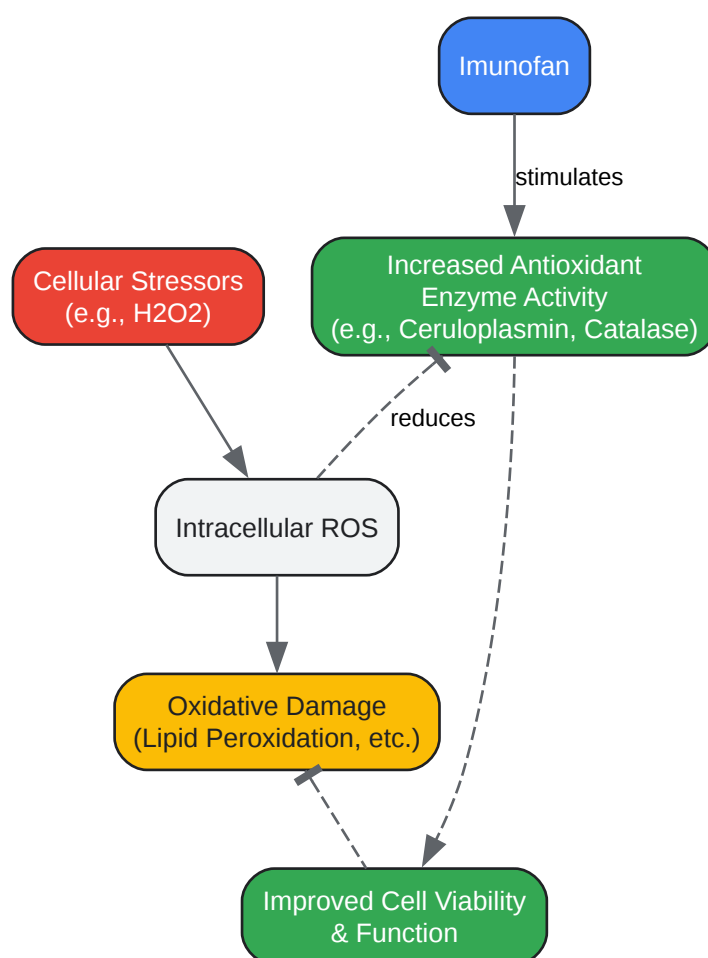 Imunofan
stimulates
Increased Antioxidant
Enzyme Activity
(e.g., Ceruloplasmin, Catalase)
Cellular Stressors
(e.g., H2O2)
reduces
Intracellular ROS
Oxidative Damage
(Lipid Peroxidation, etc.)
Improved Cell Viability
& Function